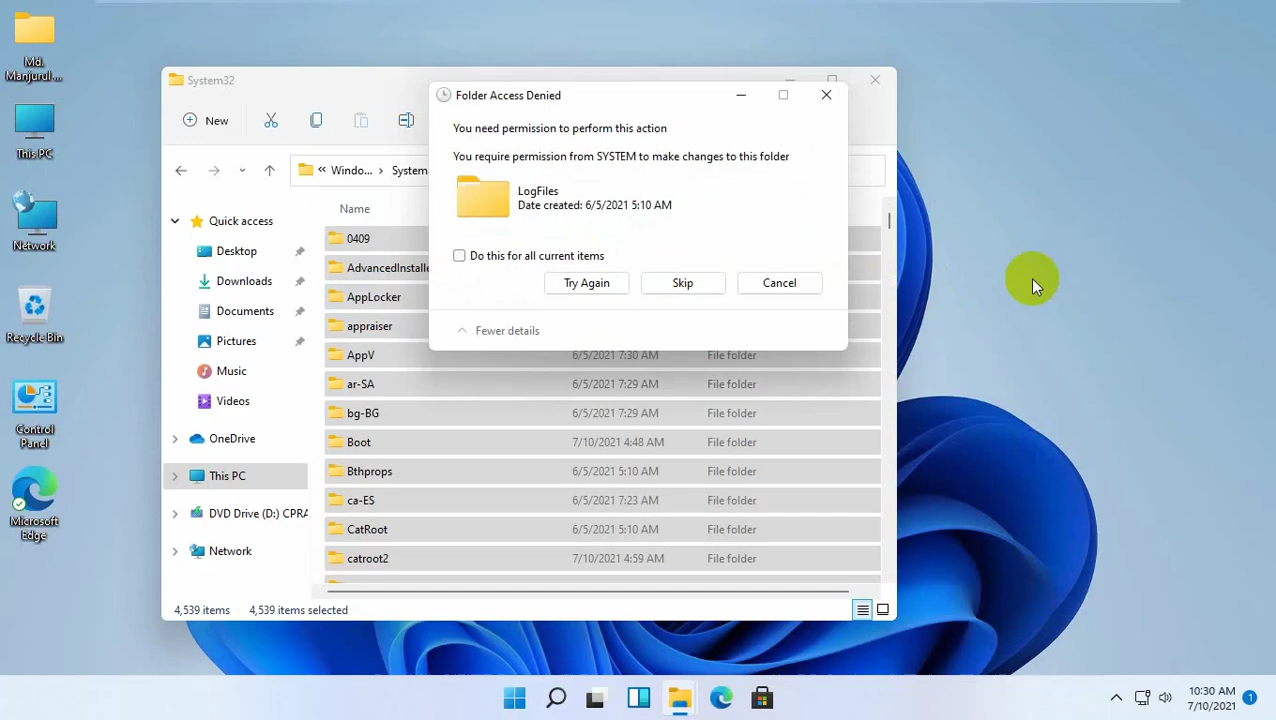 Md.
Manjurul ...
This PC
Network
Recycle Bin
Control
Panel
Microsoft
Edge
System32
New
« Windo... › System
Quick access
Desktop
Downloads
Documents
Pictures
Music
Videos
OneDrive
This PC
DVD Drive (D:) CPRA
Network
Name
0409
AdvancedInstalle
AppLocker
appraiser
AppV 6/5/2021 7:30 AM File folder
ar-SA 6/5/2021 7:29 AM File folder
bg-BG 6/5/2021 7:29 AM File folder
Boot 7/10/2021 4:48 AM File folder
Bthprops 6/5/2021 5:10 AM File folder
ca-ES 6/5/2021 7:23 AM File folder
CatRoot 6/5/2021 5:10 AM File folder
catroot2 7/10/2021 4:59 AM File folder
4,539 items 4,539 items selected
Folder Access Denied
You need permission to perform this action
You require permission from SYSTEM to make changes to this folder
LogFiles
Date created: 6/5/2021 5:10 AM
Do this for all current items
Try Again Skip Cancel
Fewer details
10:30 AM
7/10/2021
1